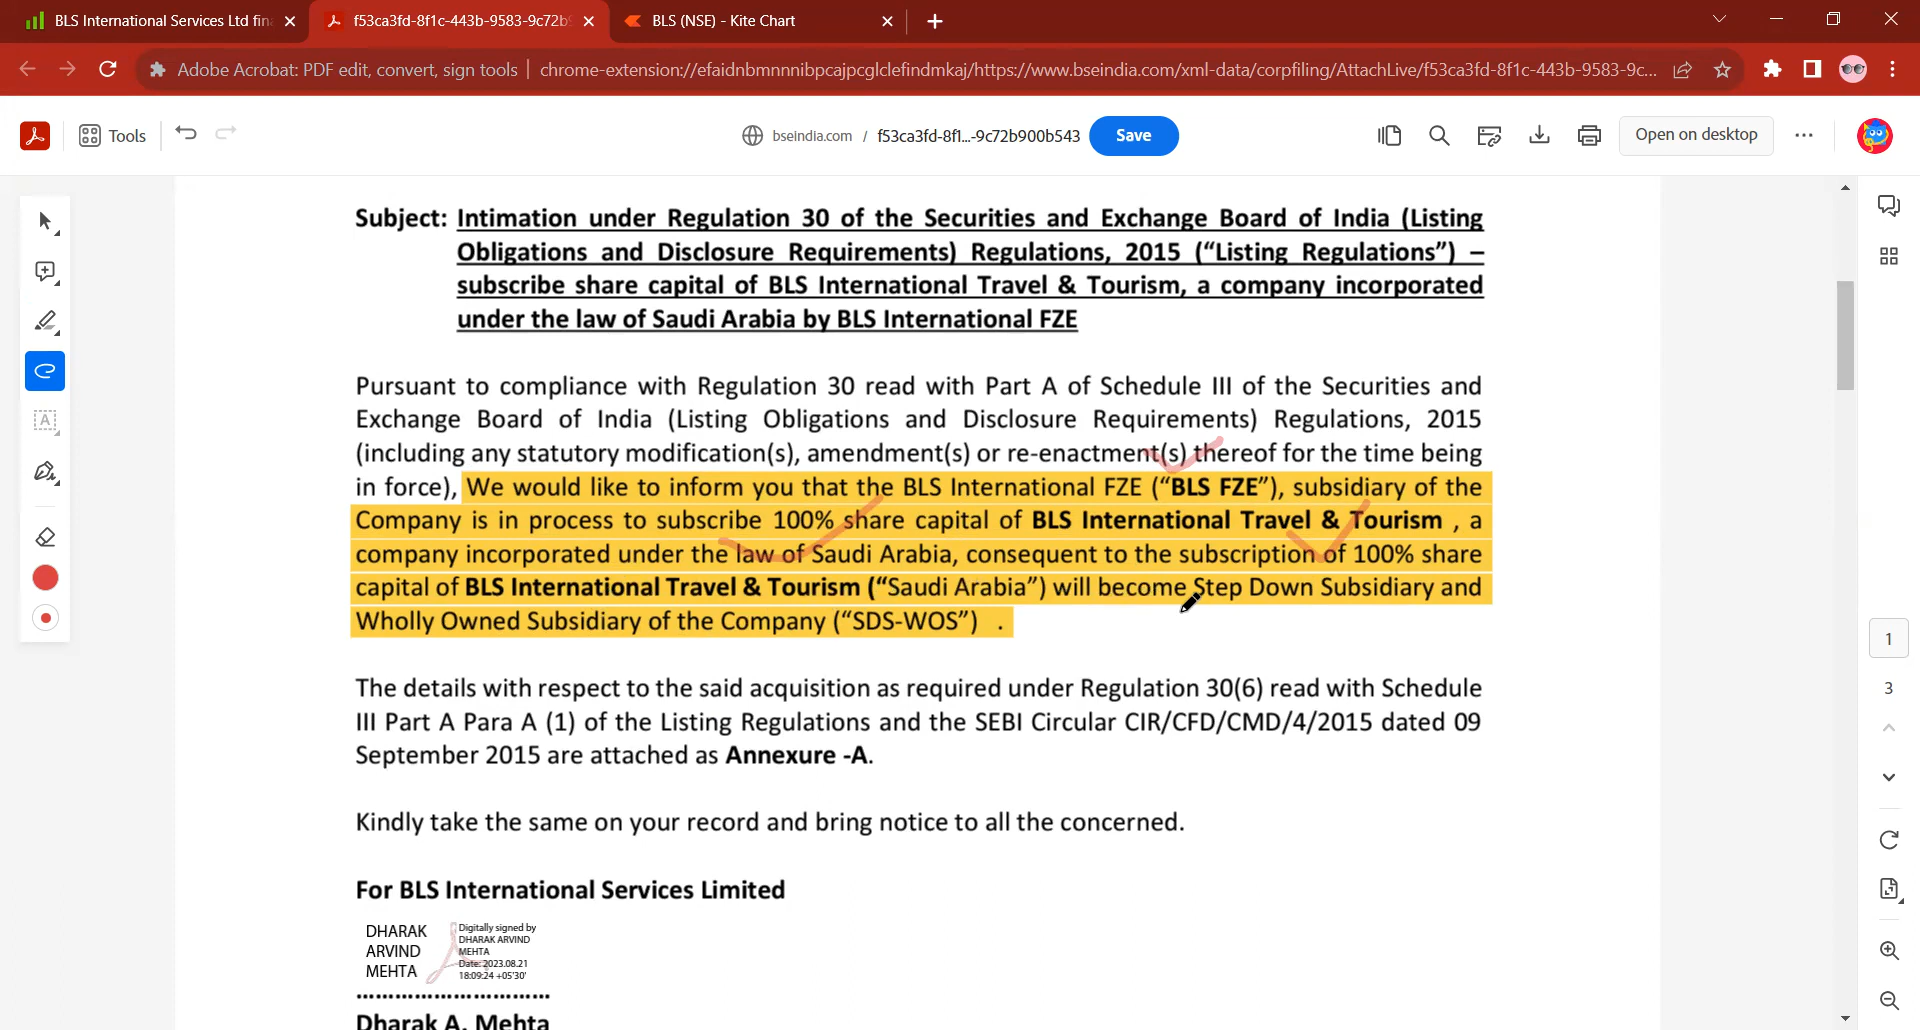 BLS International Services Ltd fin
f53ca3fd-8f1c-443b-9583-9c72b9
BLS (NSE) - Kite Chart
Adobe Acrobat: PDF edit, convert, sign tools | chrome-extension://efaidnbmnnnibpcajpcglclefindmkaj/https://www.bseindia.com/xml-data/corpfiling/AttachLive/f53ca3fd-8f1c-443b-9583-9c...
Tools
bseindia.com / f53ca3fd-8f1...-9c72b900b543
Save
Open on desktop
Subject: Intimation under Regulation 30 of the Securities and Exchange Board of India (Listing
Obligations and Disclosure Requirements) Regulations, 2015 (“Listing Regulations”) –
subscribe share capital of BLS International Travel & Tourism, a company incorporated
under the law of Saudi Arabia by BLS International FZE
Pursuant to compliance with Regulation 30 read with Part A of Schedule III of the Securities and
Exchange Board of India (Listing Obligations and Disclosure Requirements) Regulations, 2015
(including any statutory modification(s), amendment(s) or re-enactment(s) thereof for the time being
in force), We would like to inform you that the BLS International FZE (“BLS FZE”), subsidiary of the
Company is in process to subscribe 100% share capital of BLS International Travel & Tourism , a
company incorporated under the law of Saudi Arabia, consequent to the subscription of 100% share
capital of BLS International Travel & Tourism (“Saudi Arabia”) will become Step Down Subsidiary and
Wholly Owned Subsidiary of the Company (“SDS-WOS”) .
The details with respect to the said acquisition as required under Regulation 30(6) read with Schedule
III Part A Para A (1) of the Listing Regulations and the SEBI Circular CIR/CFD/CMD/4/2015 dated 09
September 2015 are attached as Annexure -A.
Kindly take the same on your record and bring notice to all the concerned.
For BLS International Services Limited
DHARAK
ARVIND
MEHTA
Digitally signed by
DHARAK ARVIND
MEHTA
Date: 2023.08.21
18:09:24 +05'30'
..............................
Dharak A. Mehta
1
3